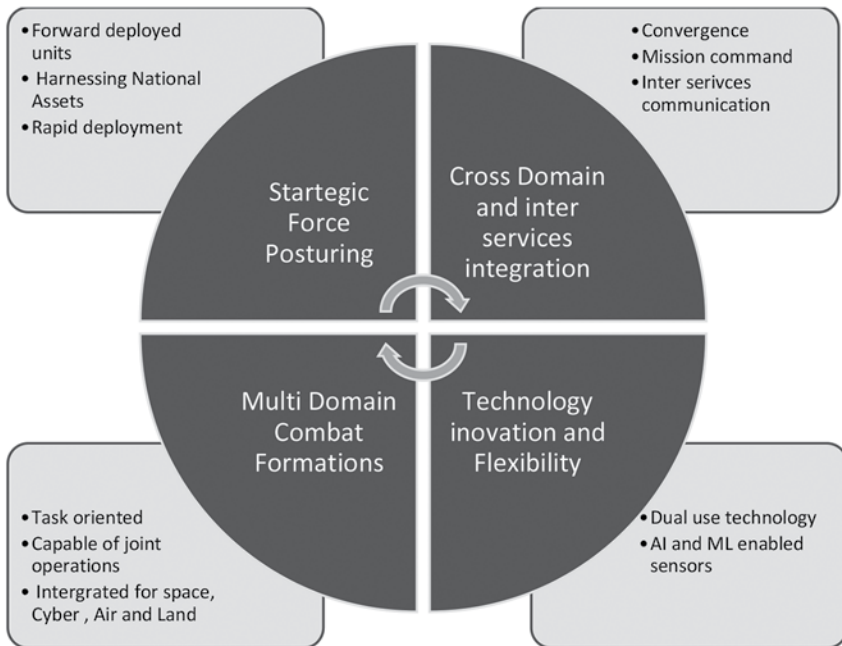 •Forward deployed
units
• Harnessing National
Assets
•Rapid deployment
Startegic
Force
Posturing
•Convergence
•Mission command
•Inter serivces
communication
Cross Domain
and inter
services
integration
Multi Domain
Combat
Formations
•Task oriented
•Capable of joint
operations
• Intergrated for space,
Cyber , Air and Land
Technology
inovation and
Flexibility
•Dual use technology
•AI and ML enabled
sensors